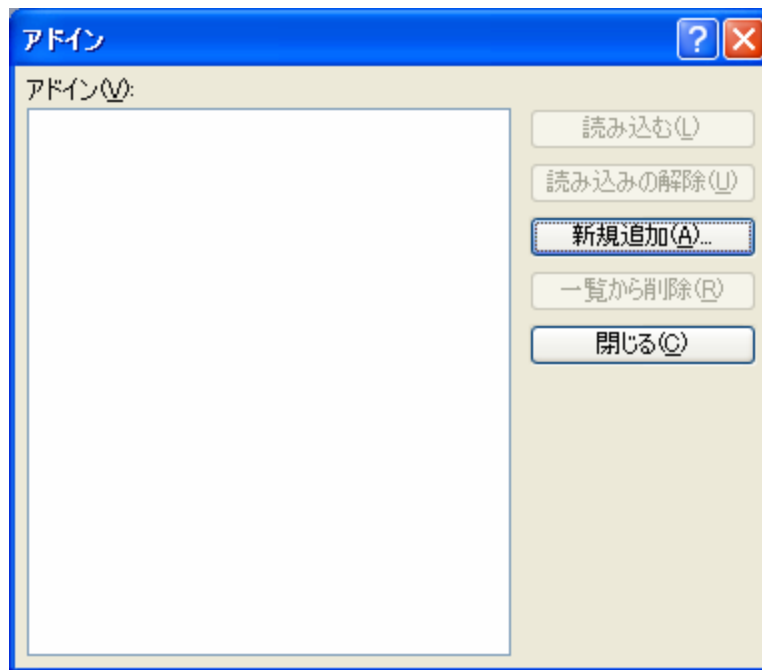 アドイン
アドイン(V):
読み込む(L)
読み込みの解除(U)
新規追加(A)...
一覧から削除(R)
閉じる(C)